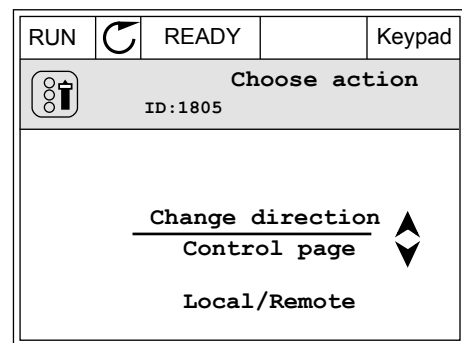 RUN READY Keypad
Choose action
ID:1805
Change direction
Control page
Local/Remote